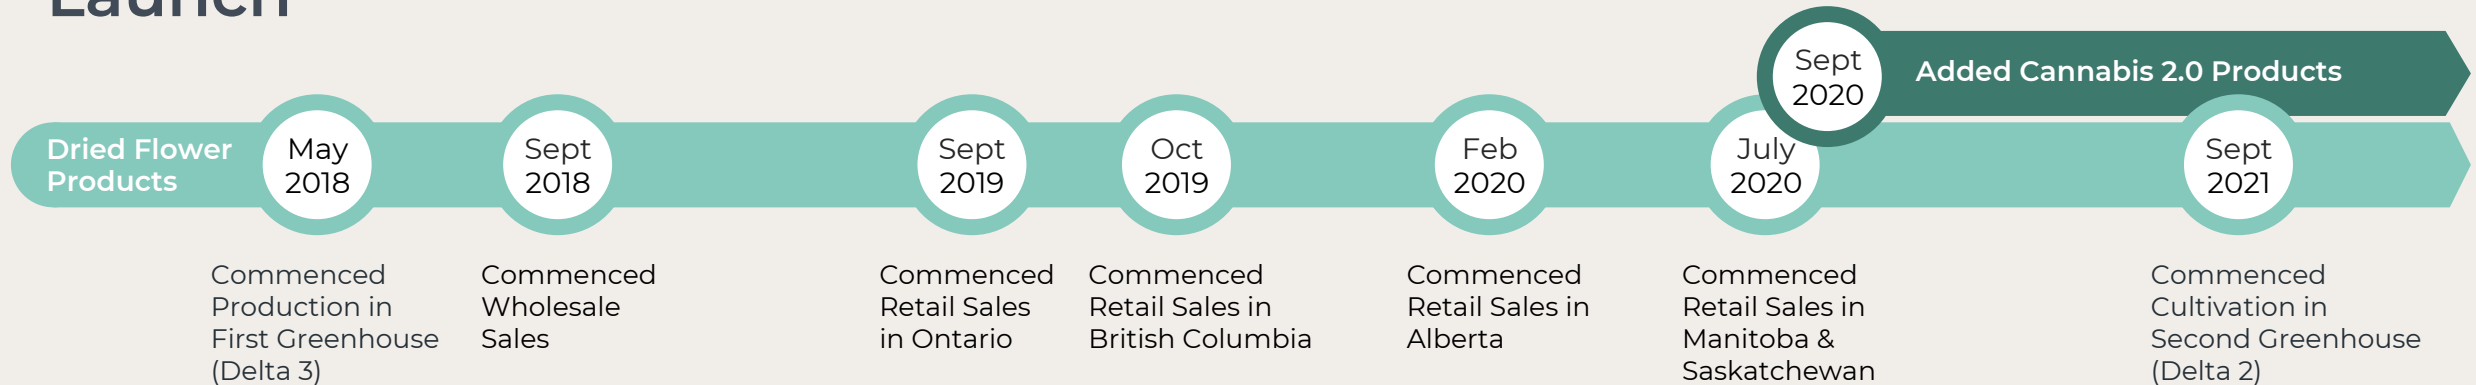 Launch
Sept
2020
Added Cannabis 2.0 Products
Dried Flower
Products
May
2018
Sept
2018
Sept
2019
Oct
2019
Feb
2020
July
2020
Sept
2021
Commenced
Production in
First Greenhouse
(Delta 3)
Commenced
Wholesale
Sales
Commenced
Retail Sales
in Ontario
Commenced
Retail Sales in
British Columbia
Commenced
Retail Sales in
Alberta
Commenced
Retail Sales in
Manitoba &
Saskatchewan
Commenced
Cultivation in
Second Greenhouse
(Delta 2)